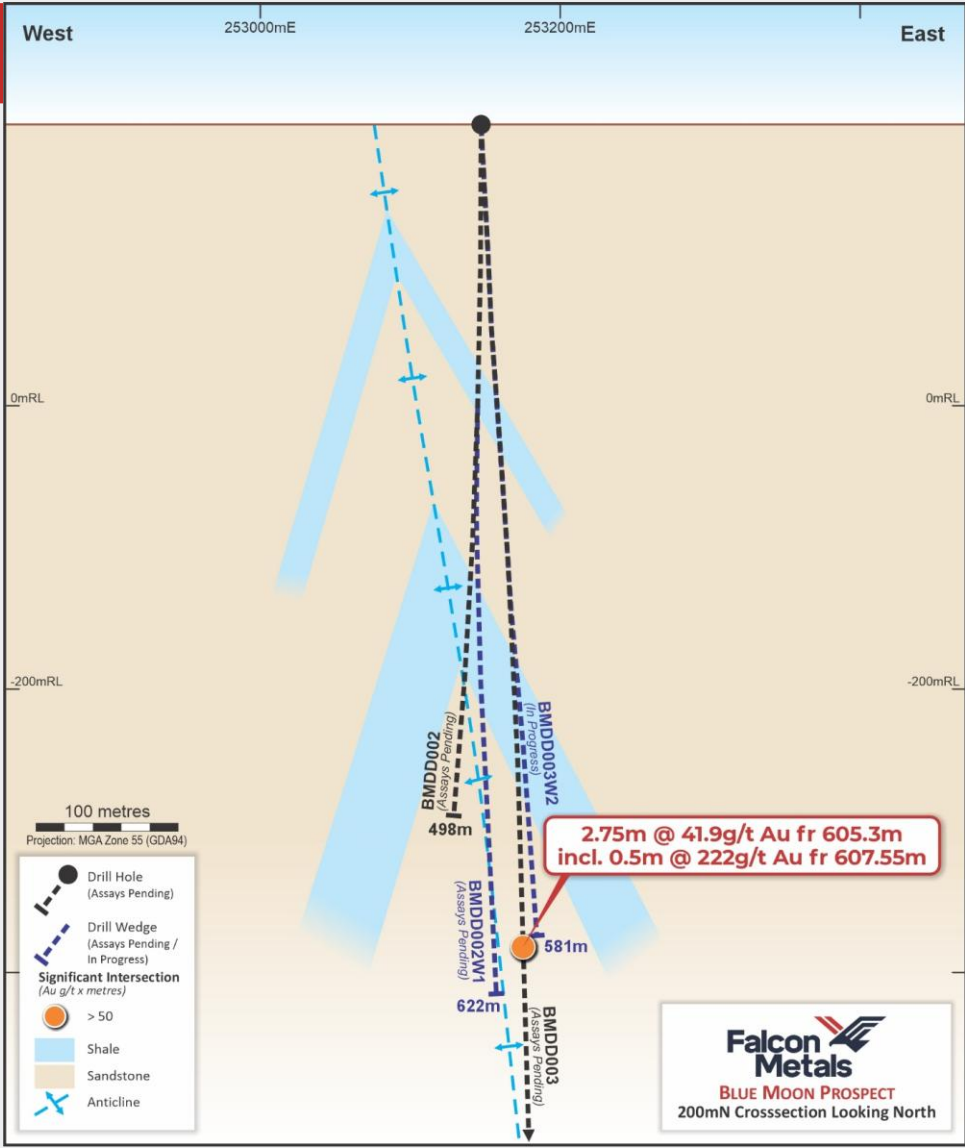 West
253000mE
253200mE
East
0mRL
0mRL
-200mRL
-200mRL
BMDD002
(Assays Pending)
498m
BMDD003W2
(In Progress)
2.75m @ 41.9g/t Au fr 605.3m
incl. 0.5m @ 222g/t Au fr 607.55m
581m
BMDD002W1
(Assays Pending)
622m
BMDD003
(Assays Pending)
100 metres
Projection: MGA Zone 55 (GDA94)
Drill Hole
(Assays Pending)
Drill Wedge
(Assays Pending /
In Progress)
Significant Intersection
(Au g/t x metres)
> 50
Shale
Sandstone
Anticline
Falcon
Metals
BLUE MOON PROSPECT
200mN Crosssection Looking North